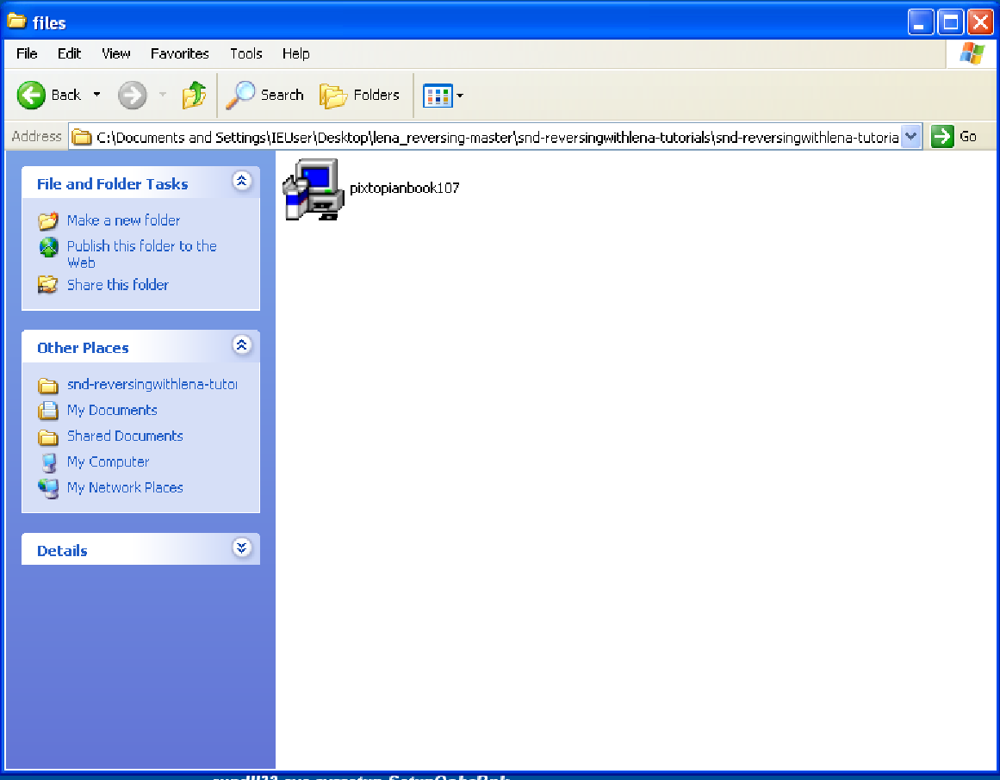 files
File Edit View Favorites Tools Help
Back Search Folders
Address C:\Documents and Settings\IEUser\Desktop\lena_reversing-master\snd-reversingwithlena-tutorials\snd-reversingwithlena-tutoria Go
File and Folder Tasks
pixtopianbook107
Make a new folder
Publish this folder to the
Web
Share this folder
Other Places
snd-reversingwithlena-tutor
My Documents
Shared Documents
My Computer
My Network Places
Details